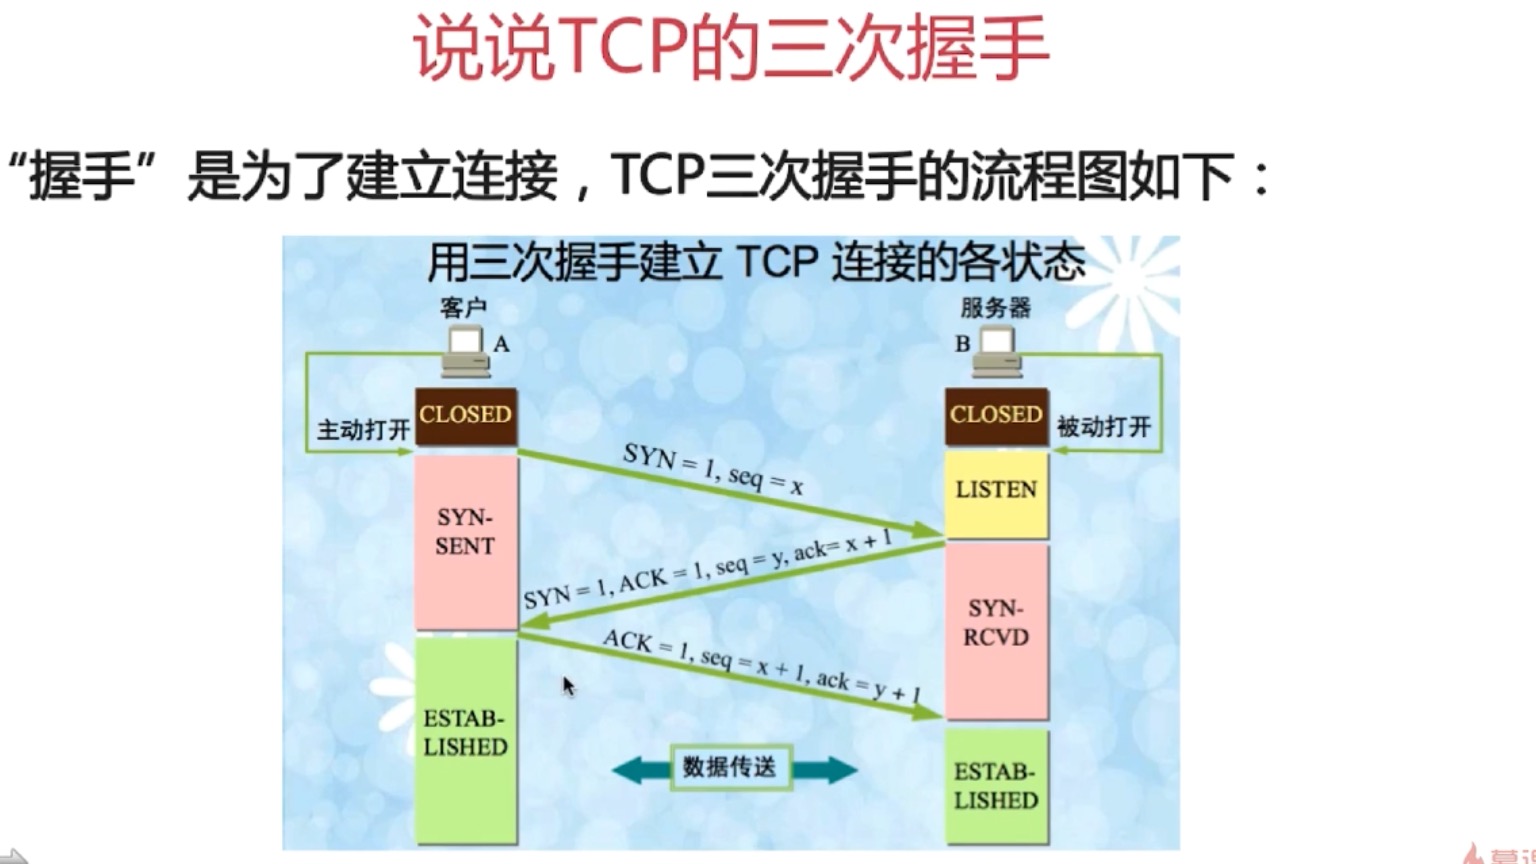 说说TCP的三次握手
“握手”是为了建立连接，TCP三次握手的流程图如下：
用三次握手建立 TCP 连接的各状态
客户
服务器
A
B
CLOSED
CLOSED
主动打开
被动打开
SYN = 1, seq = x
LISTEN
SYN-
SENT
SYN = 1, ACK = 1, seq = y, ack= x + 1
SYN-
RCVD
ACK = 1, seq = x + 1, ack = y + 1
ESTAB-
LISHED
数据传送
ESTAB-
LISHED